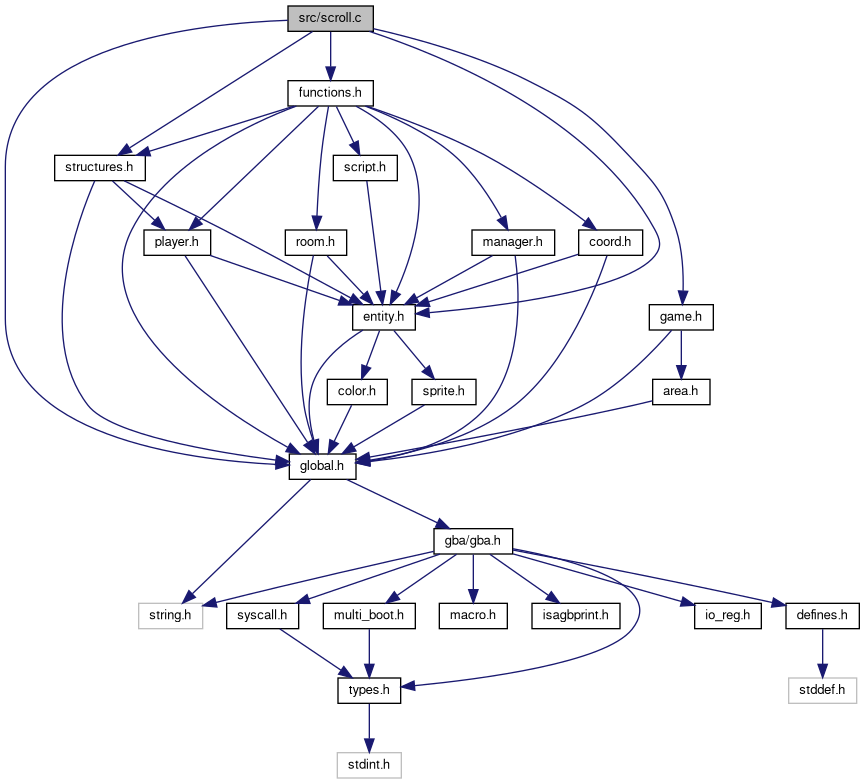 src/scroll.c
functions.h
structures.h
script.h
player.h
room.h
manager.h
coord.h
entity.h
game.h
color.h
sprite.h
area.h
global.h
gba/gba.h
string.h
syscall.h
multi_boot.h
macro.h
isagbprint.h
io_reg.h
defines.h
types.h
stddef.h
stdint.h